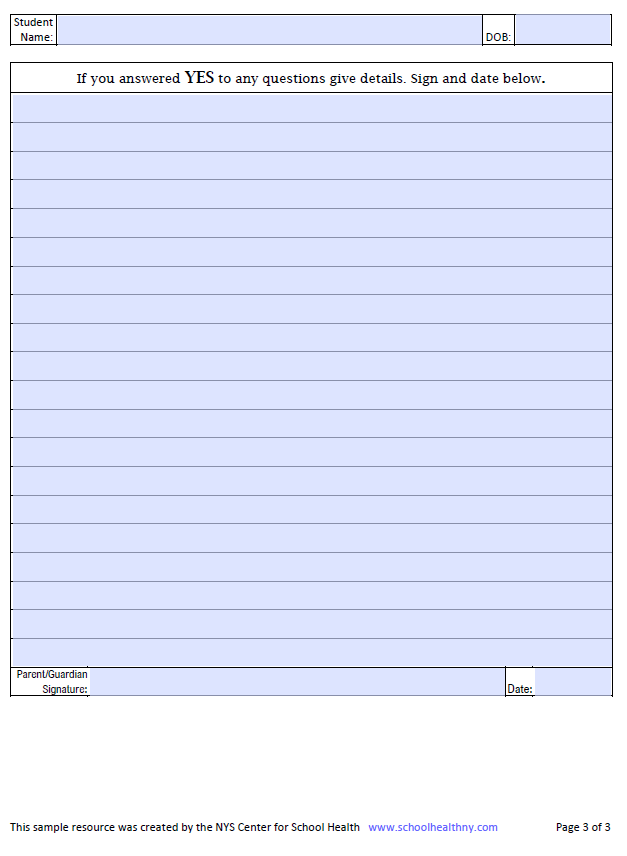 Student
Name:
DOB:
If you answered YES to any questions give details. Sign and date below.
Parent/Guardian
Signature:
Date:
This sample resource was created by the NYS Center for School Health www.schoolhealthny.com Page 3 of 3